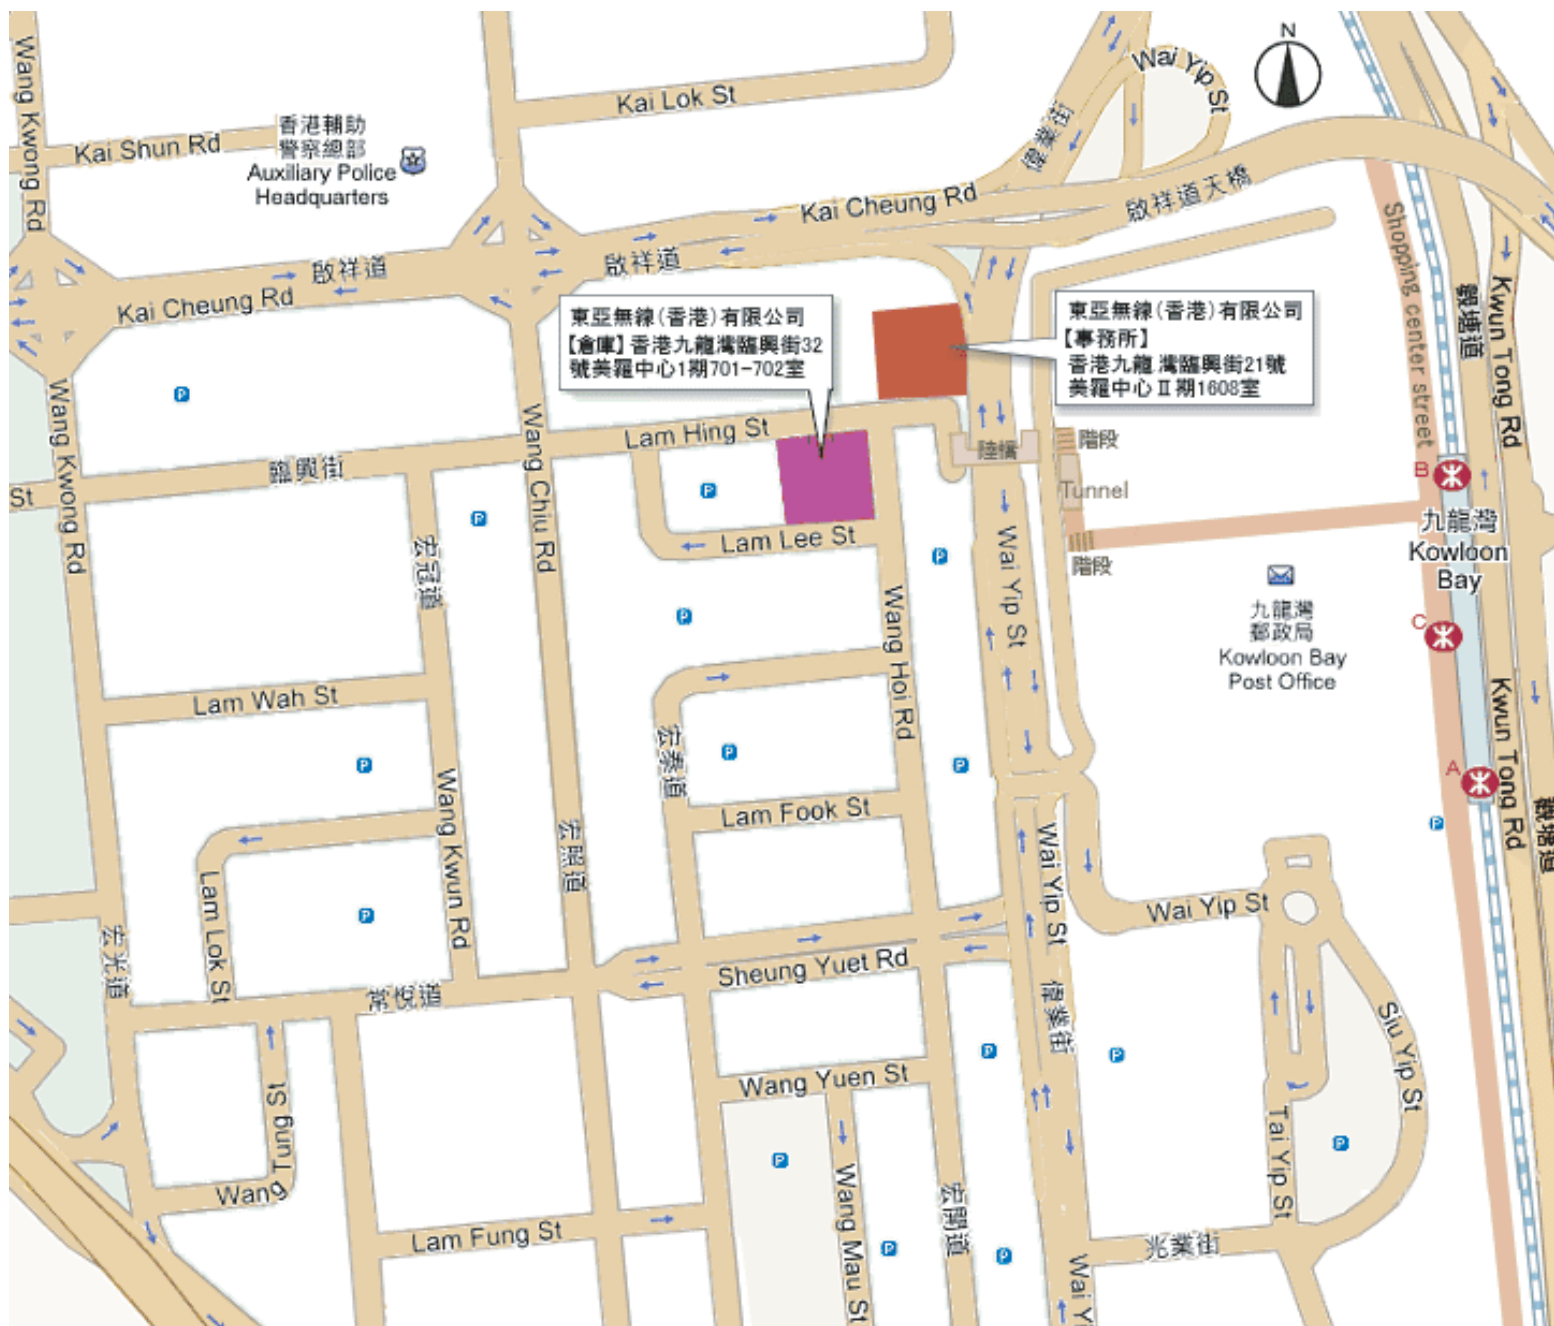 N
Wai Yip St
Wang Kwong Rd
Kai Lok St
Kai Shun Rd
香港輔助
警察總部
Auxiliary Police
Headquarters
偉業街
Kai Cheung Rd
啟祥道天橋
Shopping center street
啟祥道
啟祥道
Kai Cheung Rd
觀塘道
Kwun Tong Rd
東亞無線(香港)有限公司
【倉庫】香港九龍灣臨興街32
號美羅中心1期701-702室
東亞無線(香港)有限公司
【事務所】
香港九龍灣臨興街21號
美羅中心Ⅱ期1608室
P
Wang Kwong Rd
Wang Chiu Rd
Lam Hing St
臨興街
陸橋
階段
St
P
P
Tunnel
B
九龍灣
Kowloon
Bay
宏冠道
Lam Lee St
P
Wai Yip St
階段
九龍灣
郵政局
Kowloon Bay
Post Office
C
P
Wang Hoi Rd
Lam Wah St
宏泰道
P
P
P
Kwun Tong Rd
A
P
觀塘道
Lam Fook St
Wang Kwun Rd
宏照道
Wai Yip St
Lam Lok St
P
Wai Yip St
宏光道
Sheung Yuet Rd
常悅道
偉業街
Siu Yip St
P
P
Wang Yuen St
Wang Tung St
Tai Yip St
P
P
Wang Mau St
宏開道
Lam Fung St
P
P
光業街
Wai Yi